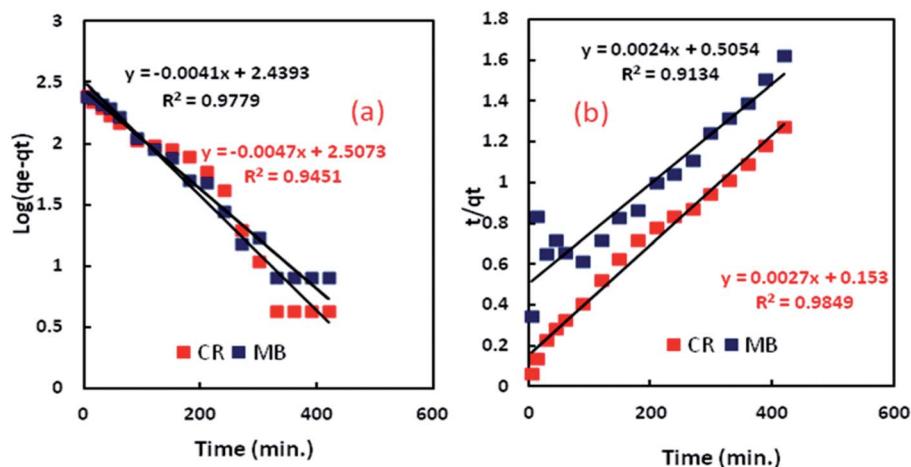 3
2.5
2
1.5
1
0.5
0
0
200
400
600
Log(qe-qt)
Time (min.)
y = -0.0041x + 2.4393
R² = 0.9779
(a)
y = -0.0047x + 2.5073
R² = 0.9451
CR
MB
1.8
1.6
1.4
1.2
1
0.8
0.6
0.4
0.2
0
0
200
400
600
t/qt
Time (min.)
y = 0.0024x + 0.5054
R² = 0.9134
(b)
y = 0.0027x + 0.153
R² = 0.9849
CR
MB